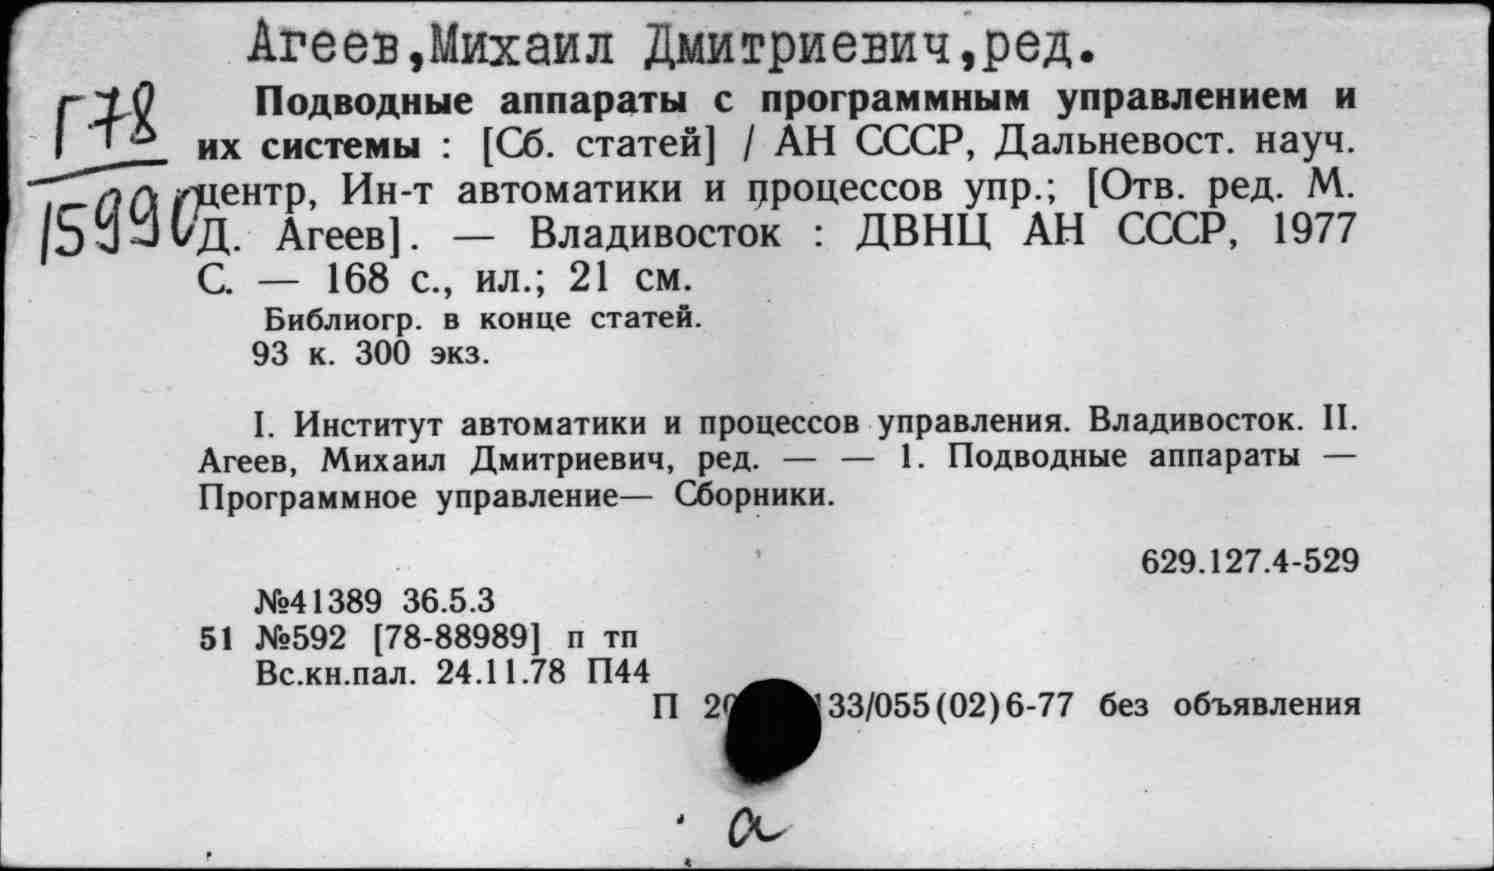 Агеев,Михаил Дмитриевич,ред.
Г78
15990
Подводные аппараты с программным управлением и
их системы : [Сб. статей] / АН СССР, Дальневост. науч.
центр, Ин-т автоматики и процессов упр.; [Отв. ред. М.
Д. Агеев]. — Владивосток : ДВНЦ АН СССР, 1977
С. — 168 с., ил.; 21 см.
Библиогр. в конце статей.
93 к. 300 экз.
I. Институт автоматики и процессов управления. Владивосток. II.
Агеев, Михаил Дмитриевич, ред. — — 1. Подводные аппараты —
Программное управление— Сборники.
629.127.4-529
№41389 36.5.3
51 №592 [78-88989] п тп
Вс.кн.пал. 24.11.78 П44
П 33/055(02)6-77 без объявления
а